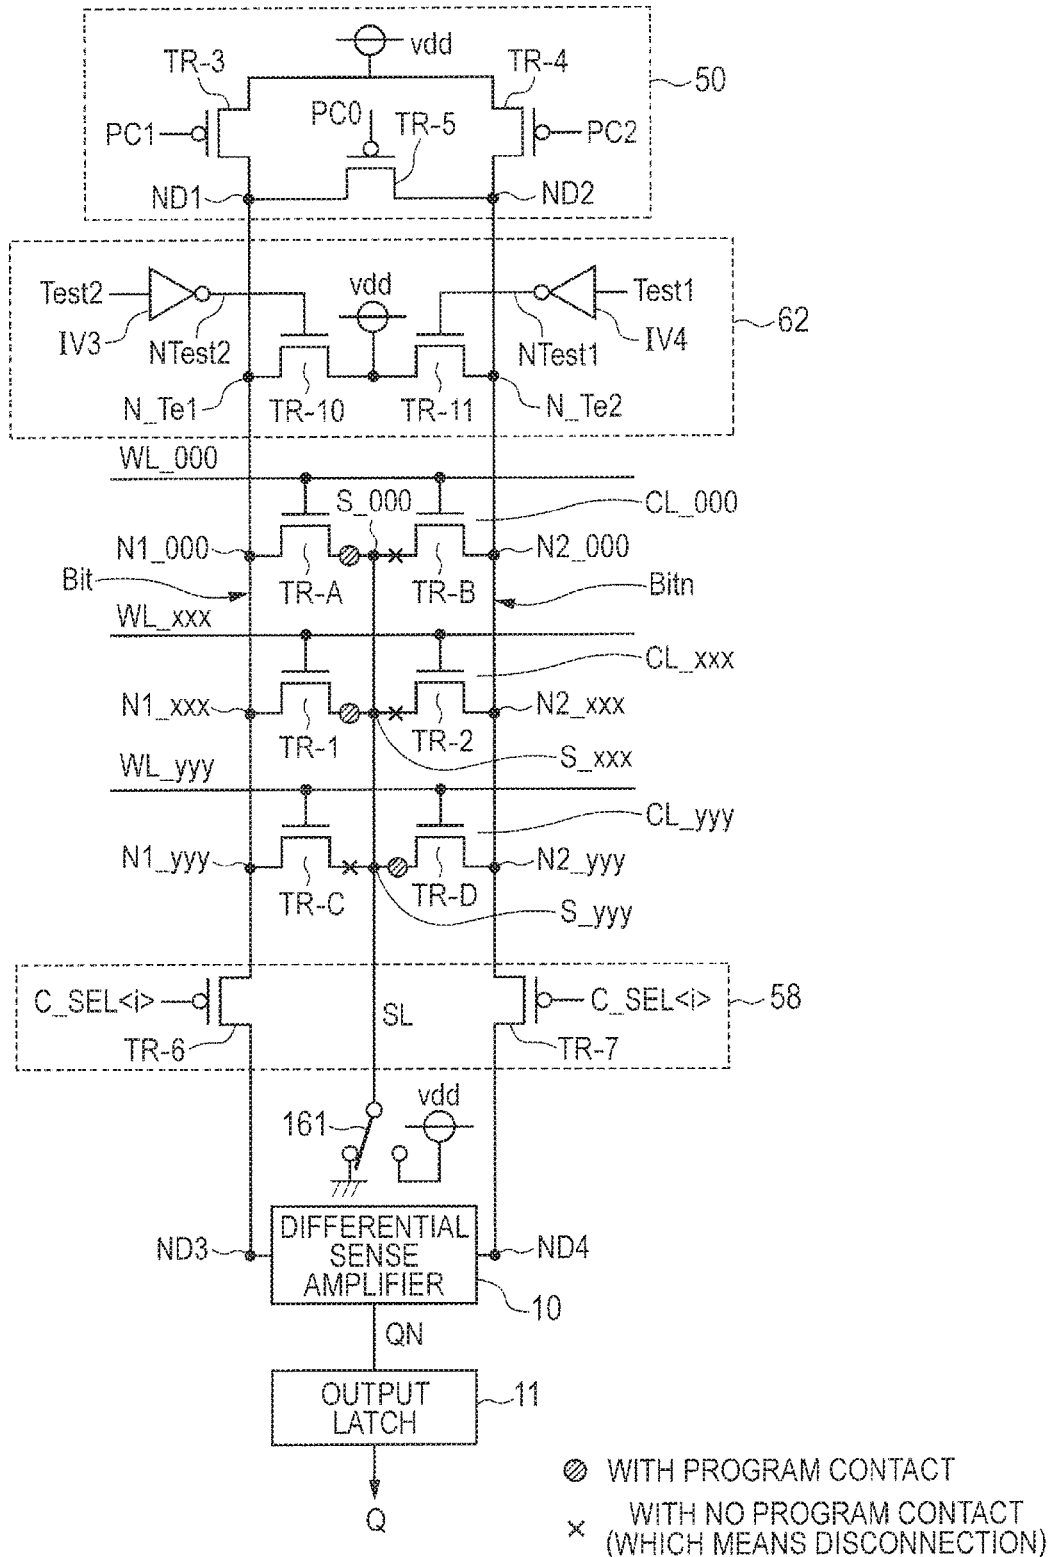 vdd
TR-3
TR-4
50
PC0
TR-5
PC1
PC2
ND1
ND2
vdd
Test2
Test1
62
IV3
NTest2
NTest1
IV4
N_Te1
TR-10
TR-11
N_Te2
WL_000
S_000
CL_000
N1_000
N2_000
Bit
TR-A
TR-B
Bitn
WL_xxx
CL_xxx
N1_xxx
N2_xxx
TR-1
TR-2
S_xxx
WL_yyy
CL_yyy
N1_yyy
N2_yyy
TR-C
TR-D
S_yyy
C_SEL<i>
C_SEL<i>
58
SL
TR-6
TR-7
vdd
161
DIFFERENTIAL
SENSE
AMPLIFIER
ND3
ND4
10
QN
OUTPUT
LATCH
11
Q
WITH PROGRAM CONTACT
WITH NO PROGRAM CONTACT
(WHICH MEANS DISCONNECTION)